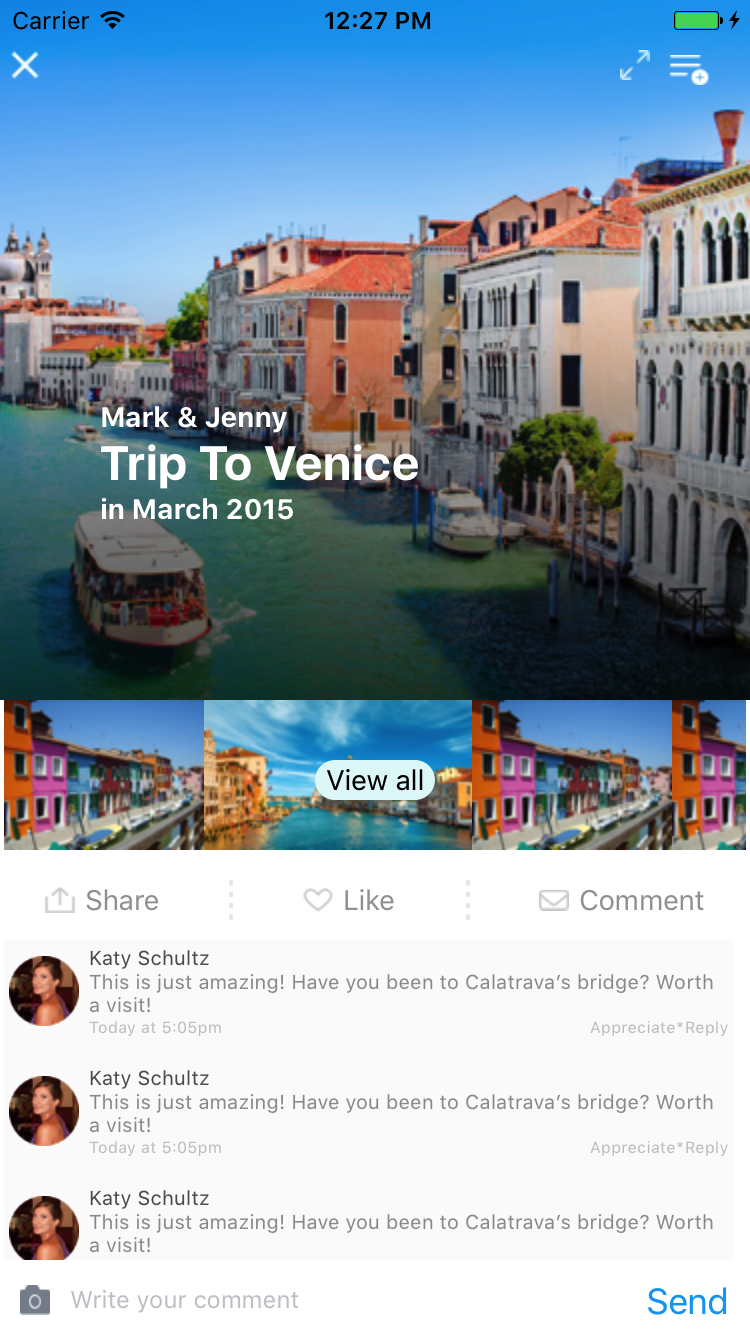 Carrier 12:27 PM
Mark & Jenny
Trip To Venice
in March 2015
View all
Share Like Comment
Katy Schultz
This is just amazing! Have you been to Calatrava’s bridge? Worth
a visit!
Today at 5:05pm Appreciate*Reply
Katy Schultz
This is just amazing! Have you been to Calatrava’s bridge? Worth
a visit!
Today at 5:05pm Appreciate*Reply
Katy Schultz
This is just amazing! Have you been to Calatrava’s bridge? Worth
a visit!
Write your comment Send